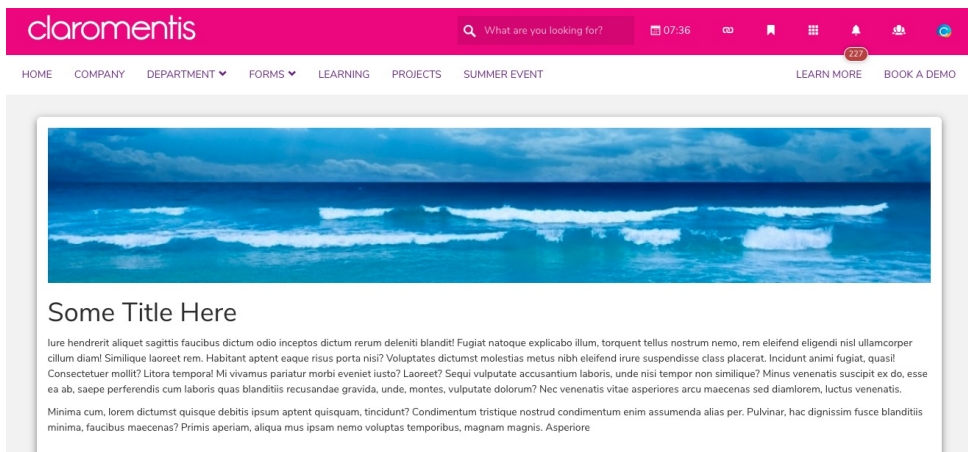 claromentis
What are you looking for?
07:36
227
HOME COMPANY DEPARTMENT FORMS LEARNING PROJECTS SUMMER EVENT LEARN MORE BOOK A DEMO
Some Title Here
Iure hendrerit aliquet sagittis faucibus dictum odio inceptos dictum rerum deleniti blandit! Fugiat natoque explicabo illum, torquent tellus nostrum nemo, rem eleifend eligendi nisl ullamcorper
cillum diam! Similique laoreet rem. Habitant aptent eaque risus porta nisi? Voluptates dictumst molestias metus nibh eleifend irure suspendisse class placerat. Incidunt animi fugiat, quasi!
Consectetuer mollit? Litora tempora! Mi vivamus pariatur morbi eveniet iusto? Laoreet? Sequi vulputate accusantium laboris, unde nisi tempor non similique? Minus venenatis suscipit ex do, esse
ea ab, saepe perferendis cum laboris quas blanditiis recusandae gravida, unde, montes, vulputate dolorum? Nec venenatis vitae asperiores arcu maecenas sed diamlorem, luctus venenatis.
Minima cum, lorem dictumst quisque debitis ipsum aptent quisquam, tincidunt? Condimentum tristique nostrud condimentum enim assumenda alias per. Pulvinar, hac dignissim fusce blanditiis
minima, faucibus maecenas? Primis aperiam, aliqua mus ipsam nemo voluptas temporibus, magnam magnis. Asperiore